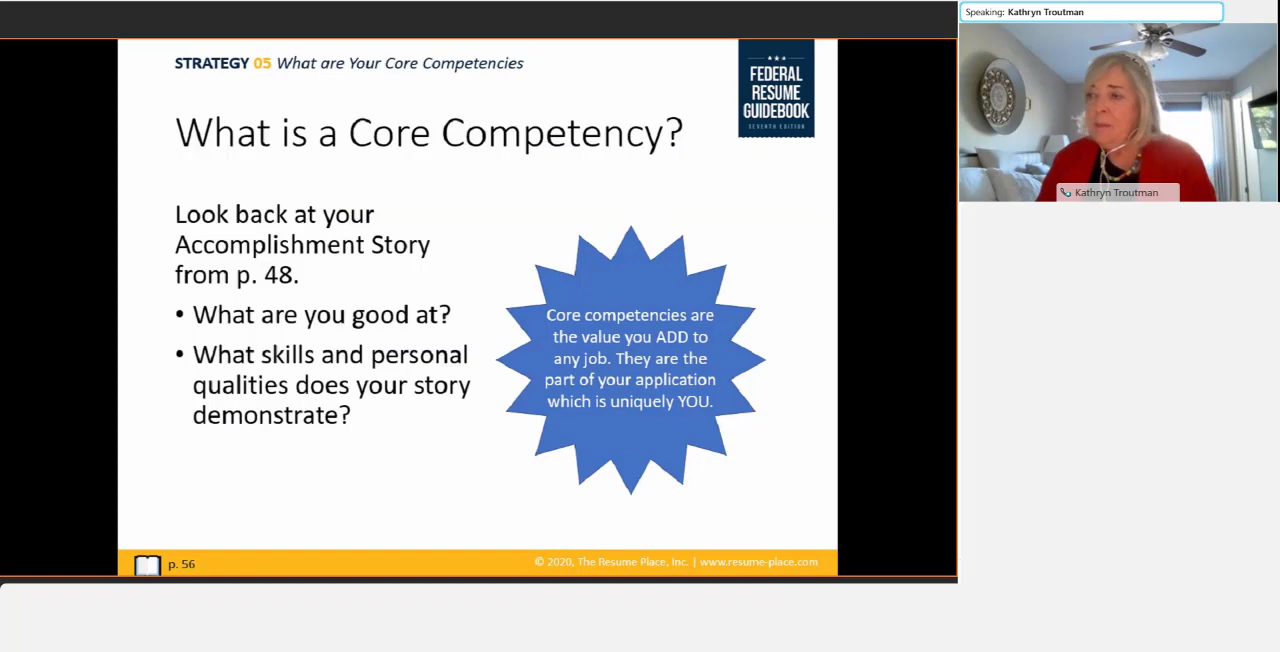 Speaking: Kathryn Troutman
STRATEGY 05 What are Your Core Competencies
★★★
FEDERAL
RESUME
GUIDEBOOK
SEVENTH EDITION
What is a Core Competency?
Look back at your
Accomplishment Story
from p. 48.
• What are you good at?
• What skills and personal
qualities does your story
demonstrate?
Core competencies are
the value you ADD to
any job. They are the
part of your application
which is uniquely YOU.
Kathryn Troutman
p. 56
© 2020, The Resume Place, Inc. | www.resume-place.com